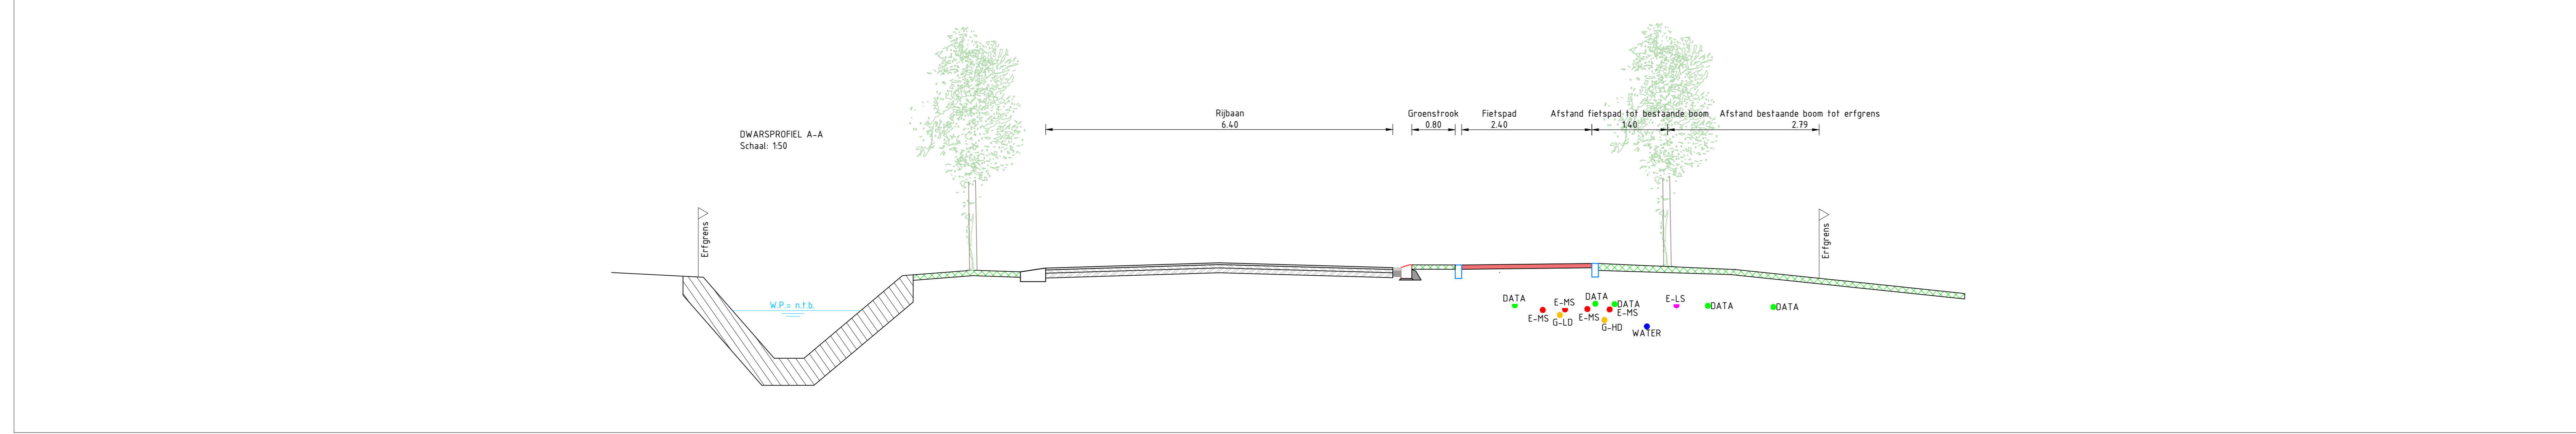 Rijbaan
6.40
Groenstrook
0.80
Fietspad
2.40
Afstand fietspad tot bestaande boom
1.40
Afstand bestaande boom tot erfgrens
2.79
DWARSPROFIEL A-A
Schaal: 1:50
Erfgrens
Erfgrens
W.P.= n.t.b.
DATA
E-MS
E-MS
G-LD
DATA
E-MS
DATA
E-MS
G-HD
WATER
E-LS
DATA
DATA